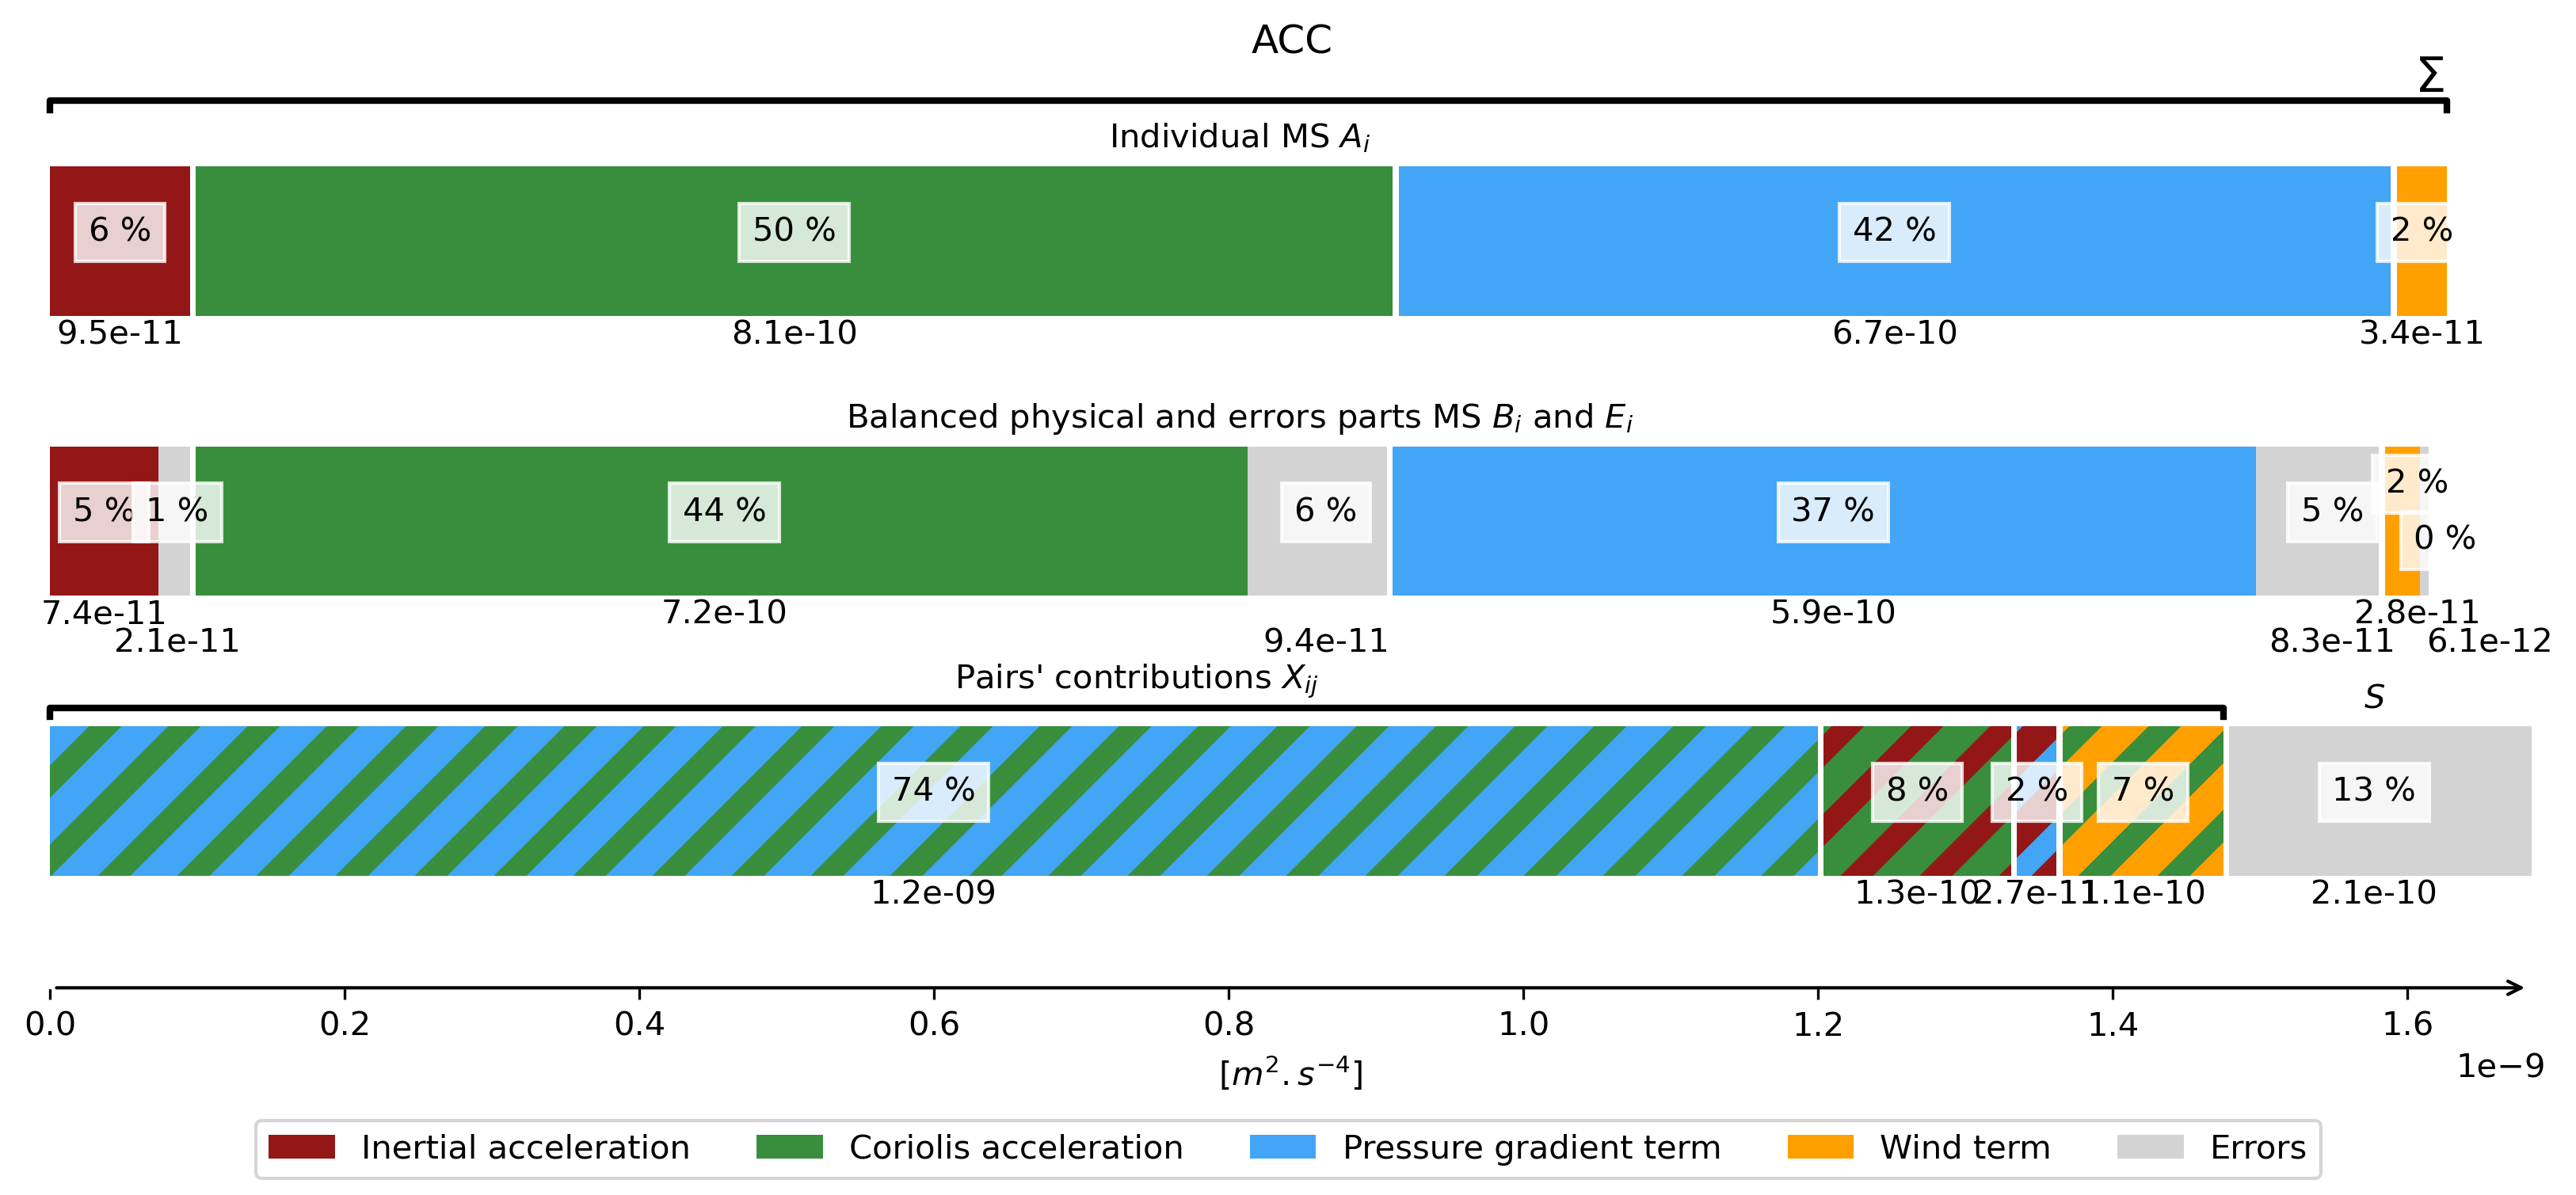 ACC
Σ
Individual MS A_i
6 % 50 % 42 % 2 %
9.5e-11 8.1e-10 6.7e-10 3.4e-11
Balanced physical and errors parts MS B_i and E_i
5 % 1 % 44 % 6 % 37 % 5 % 2 % 0 %
7.4e-11 7.2e-10 5.9e-10 2.8e-11
2.1e-11 9.4e-11 8.3e-11 6.1e-12
Pairs' contributions X_{ij}
S
74 % 8 % 2 % 7 % 13 %
1.2e-09 1.3e-10 2.7e-11 1.1e-10 2.1e-10
0.0 0.2 0.4 0.6 0.8 1.0 1.2 1.4 1.6
1e−9
[m².s⁻⁴]
Inertial acceleration Coriolis acceleration Pressure gradient term Wind term Errors